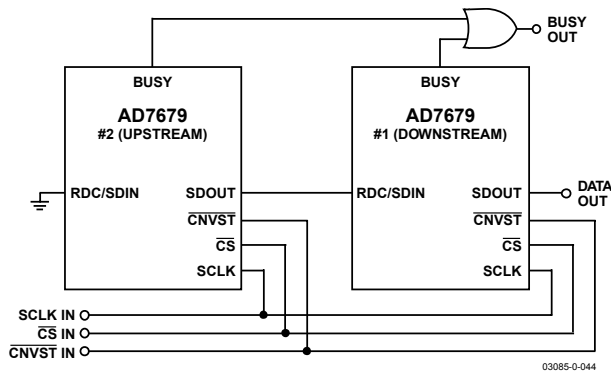 BUSY
OUT
BUSY
BUSY
AD7679
#2 (UPSTREAM)
AD7679
#1 (DOWNSTREAM)
RDC/SDIN
SDOUT
RDC/SDIN
SDOUT
DATA
OUT
CNVST
CNVST
CS
CS
SCLK
SCLK
SCLK IN
CS IN
CNVST IN
03085-0-044